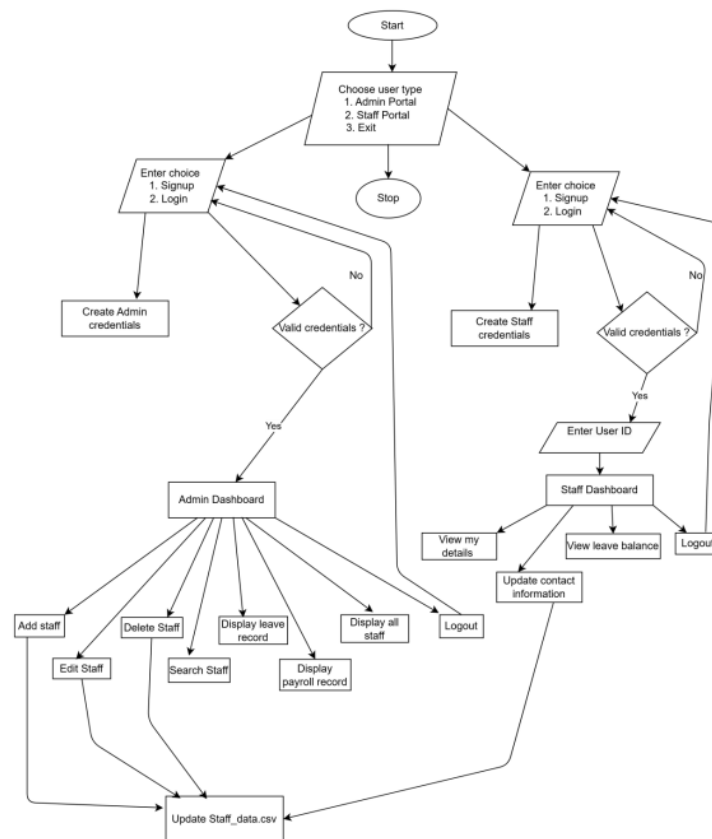 Start
Choose user type
1. Admin Portal
2. Staff Portal
3. Exit
Enter choice
1. Signup
2. Login
Stop
Enter choice
1. Signup
2. Login
No
No
Create Admin
credentials
Valid credentials ?
Create Staff
credentials
Valid credentials ?
Yes
Yes
Enter User ID
Admin Dashboard
Staff Dashboard
View my
details
View leave balance
Logout
Update contact
information
Add staff
Delete Staff
Display leave
record
Display all
staff
Logout
Edit Staff
Search Staff
Display
payroll record
Update Staff_data.csv